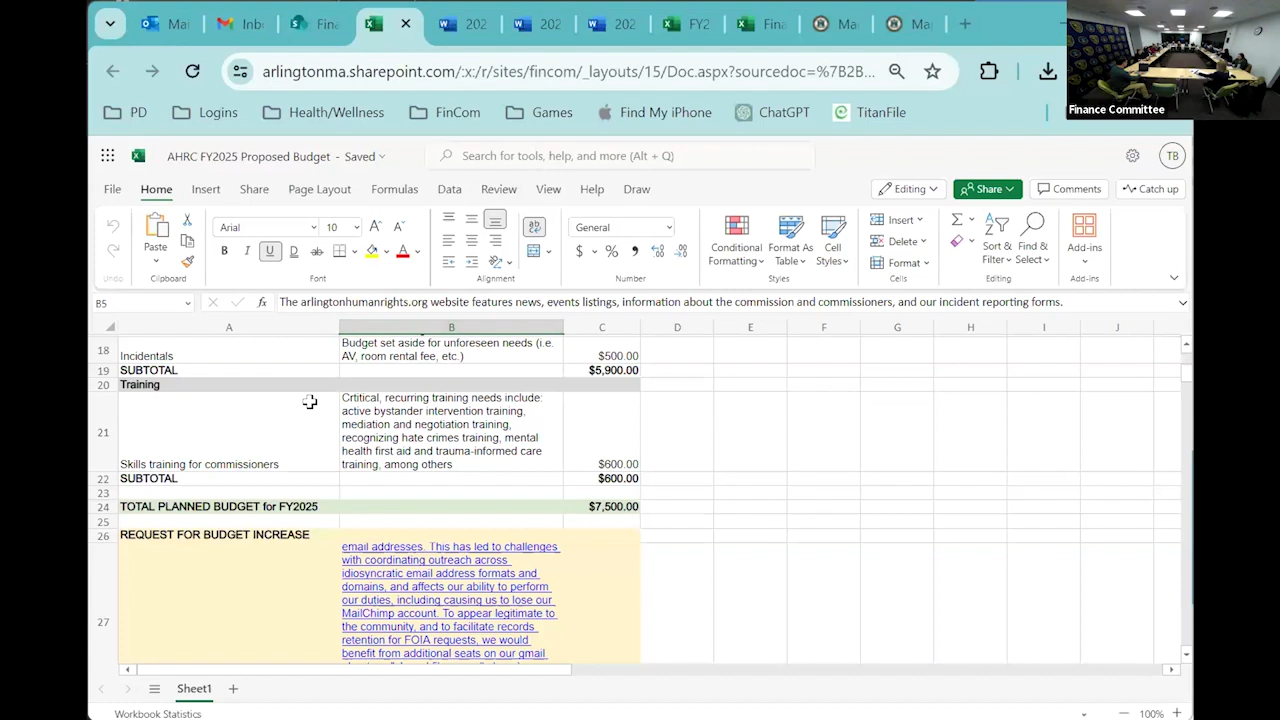 Mai
Inb
Fina
202
202
202
FY2
Fina
Ma
Ma
arlingtonma.sharepoint.com/:x:/r/sites/fincom/_layouts/15/Doc.aspx?sourcedoc=%7B2B...
Finance Committee
PD
Logins
Health/Wellness
FinCom
Games
Find My iPhone
ChatGPT
TitanFile
AHRC FY2025 Proposed Budget - Saved
Search for tools, help, and more (Alt + Q)
TB
File
Home
Insert
Share
Page Layout
Formulas
Data
Review
View
Help
Draw
Editing
Share
Comments
Catch up
Paste
Arial
10
General
Conditional Formatting
Format As Table
Cell Styles
Insert
Delete
Format
Sort & Filter
Find & Select
Add-ins
Undo
Clipboard
Font
Alignment
Number
Styles
Cells
Editing
Add-ins
B5
fx
The arlingtonhumanrights.org website features news, events listings, information about the commission and commissioners, and our incident reporting forms.
A B C D E F G H I J
Budget set aside for unforeseen needs (i.e.
18 Incidentals AV, room rental fee, etc.) $500.00
19 SUBTOTAL $5,900.00
20 Training
Crtitical, recurring training needs include:
active bystander intervention training,
21 mediation and negotiation training,
recognizing hate crimes training, mental
health first aid and trauma-informed care
Skills training for commissioners training, among others $600.00
22 SUBTOTAL $600.00
23
24 TOTAL PLANNED BUDGET for FY2025 $7,500.00
25
26 REQUEST FOR BUDGET INCREASE
email addresses. This has led to challenges
with coordinating outreach across
idiosyncratic email address formats and
domains, and affects our ability to perform
our duties, including causing us to lose our
MailChimp account. To appear legitimate to
27 the community, and to facilitate records
retention for FOIA requests, we would
benefit from additional seats on our gmail
Sheet1
Workbook Statistics
100%